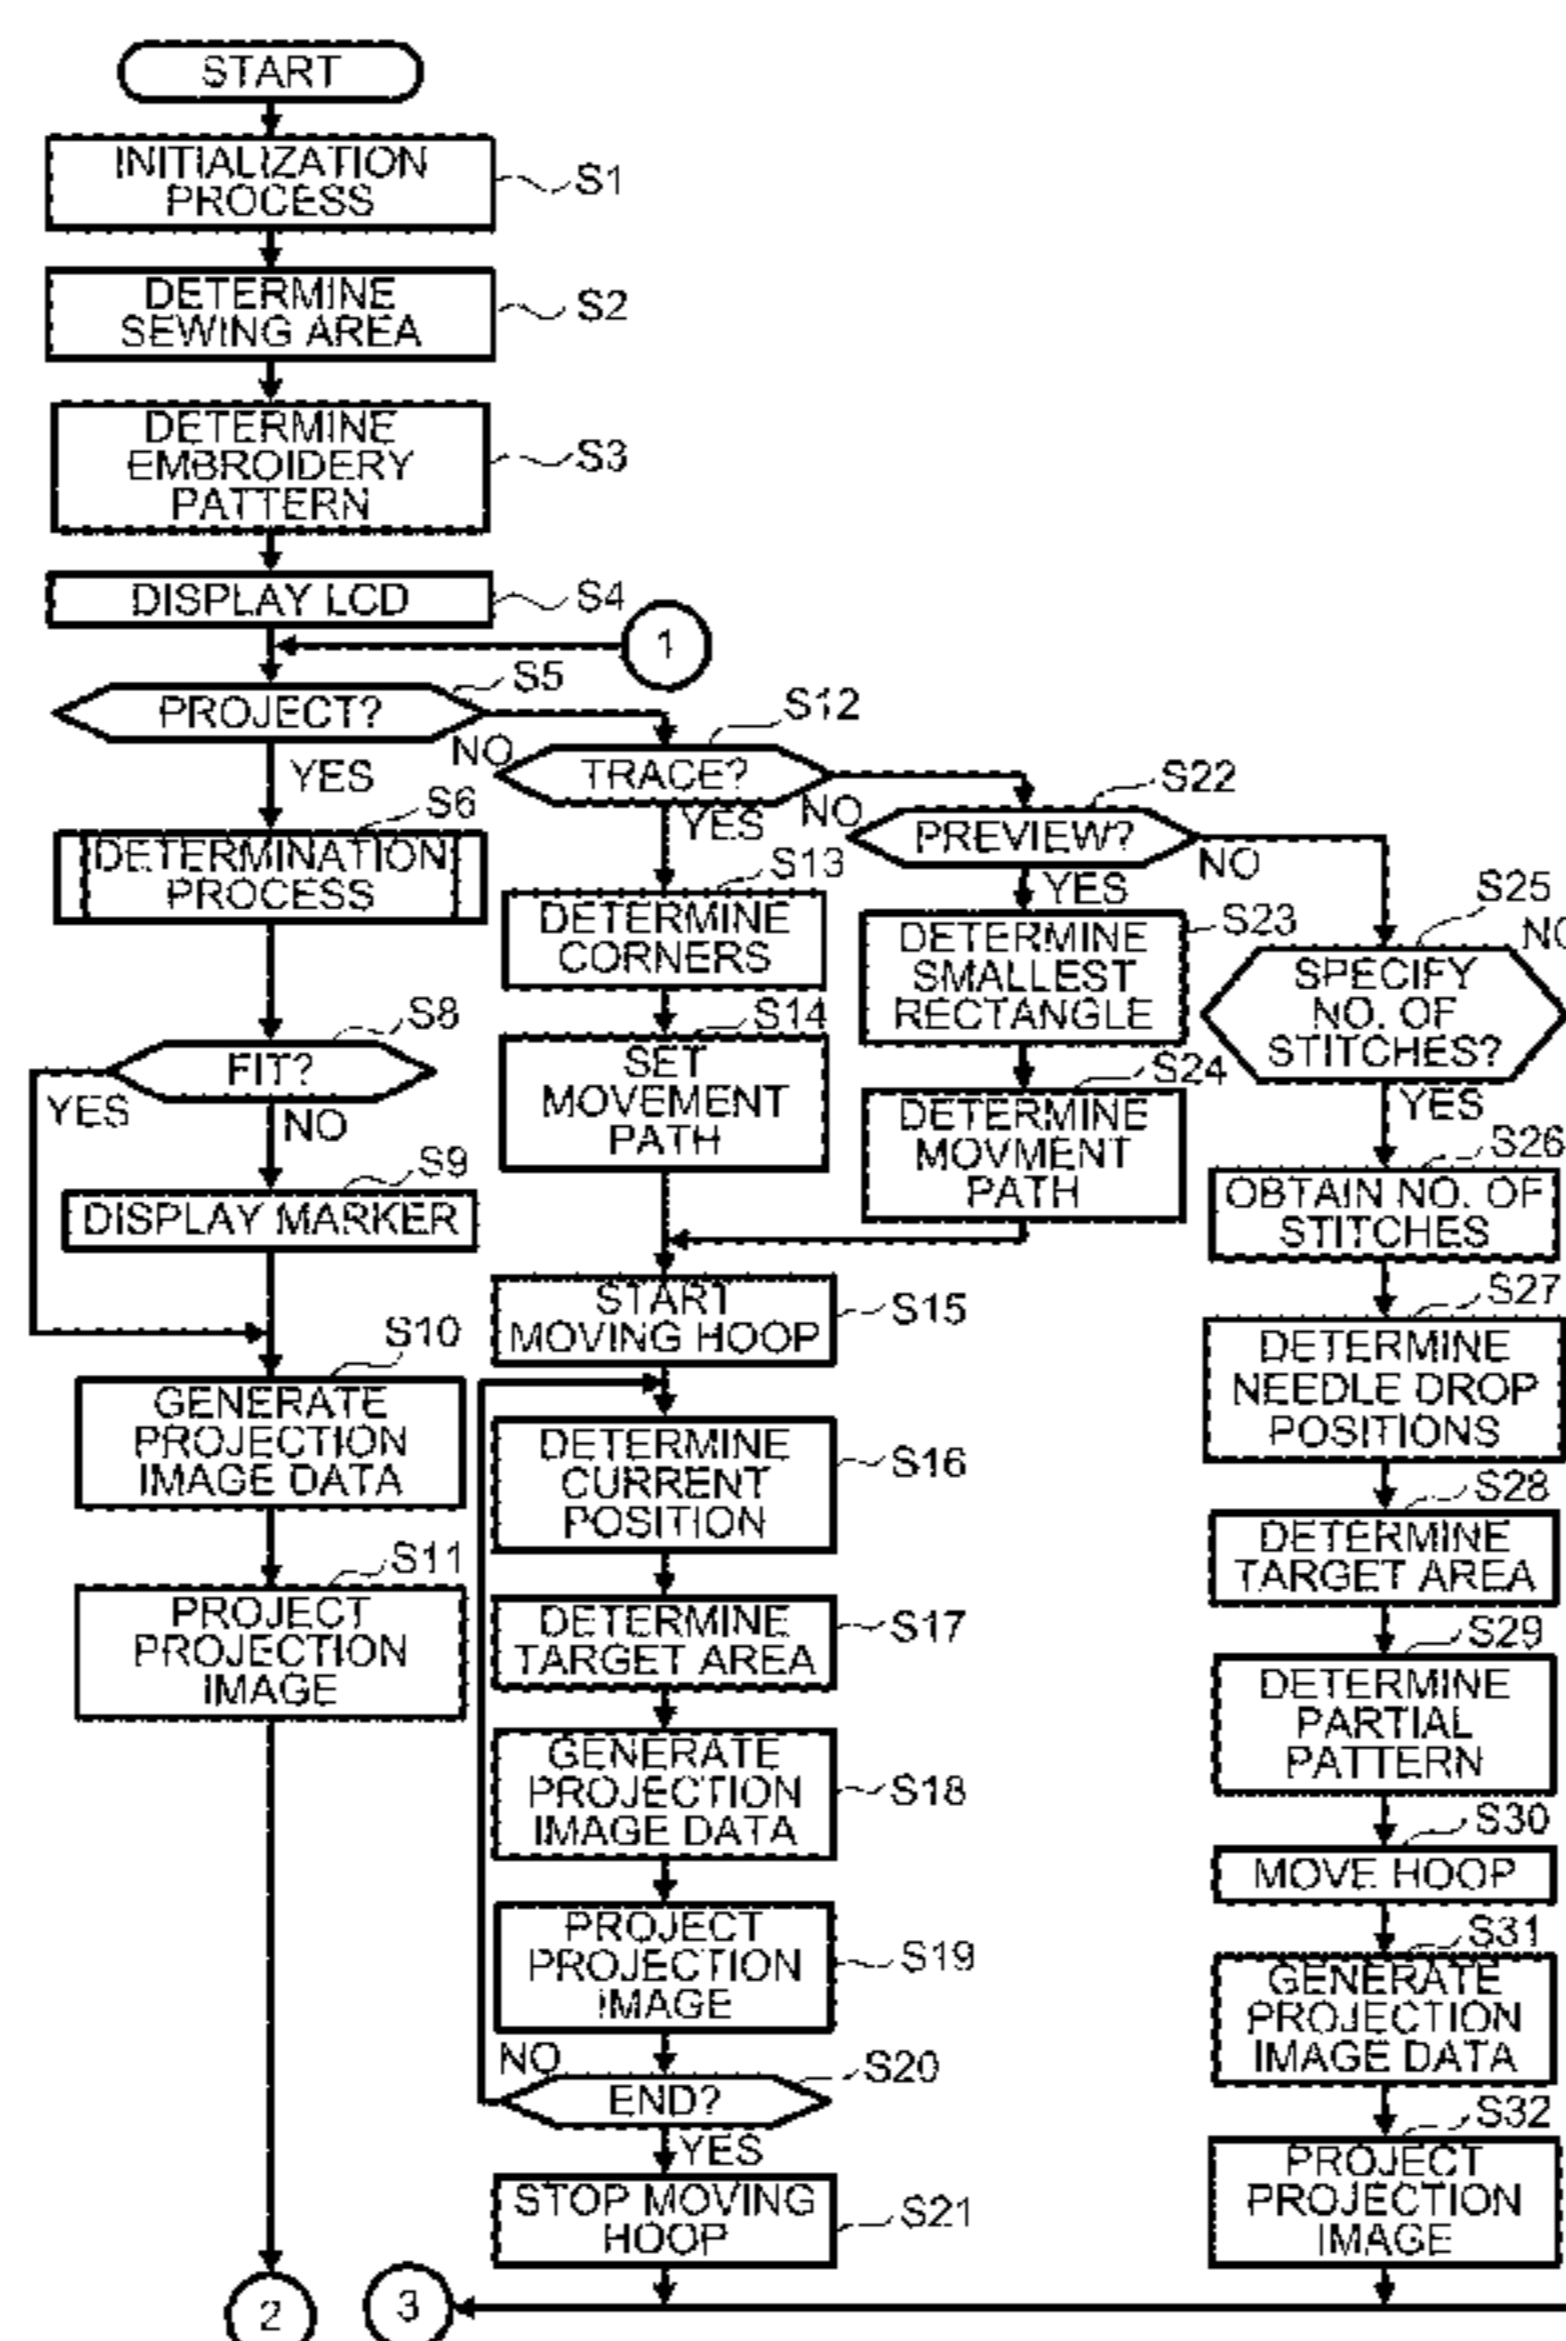 START
INITIALIZATION
PROCESS
S1
DETERMINE
SEWING AREA
S2
DETERMINE
EMBROIDERY
PATTERN
S3
DISPLAY LCD
S4
1
PROJECT?
S5
NO
YES
DETERMINATION
PROCESS
S6
FIT?
S8
YES
NO
DISPLAY MARKER
S9
GENERATE
PROJECTION
IMAGE DATA
S10
PROJECT
PROJECTION
IMAGE
S11
2
TRACE?
S12
NO
YES
DETERMINE
CORNERS
S13
SET
MOVEMENT
PATH
S14
START
MOVING HOOP
S15
DETERMINE
CURRENT
POSITION
S16
DETERMINE
TARGET AREA
S17
GENERATE
PROJECTION
IMAGE DATA
S18
PROJECT
PROJECTION
IMAGE
S19
END?
S20
NO
YES
STOP MOVING
HOOP
S21
3
PREVIEW?
S22
NO
YES
DETERMINE
SMALLEST
RECTANGLE
S23
DETERMINE
MOVMENT
PATH
S24
SPECIFY
NO. OF
STITCHES?
S25
NO
YES
OBTAIN NO. OF
STITCHES
S26
DETERMINE
NEEDLE DROP
POSITIONS
S27
DETERMINE
TARGET AREA
S28
DETERMINE
PARTIAL
PATTERN
S29
MOVE HOOP
S30
GENERATE
PROJECTION
IMAGE DATA
S31
PROJECT
PROJECTION
IMAGE
S32